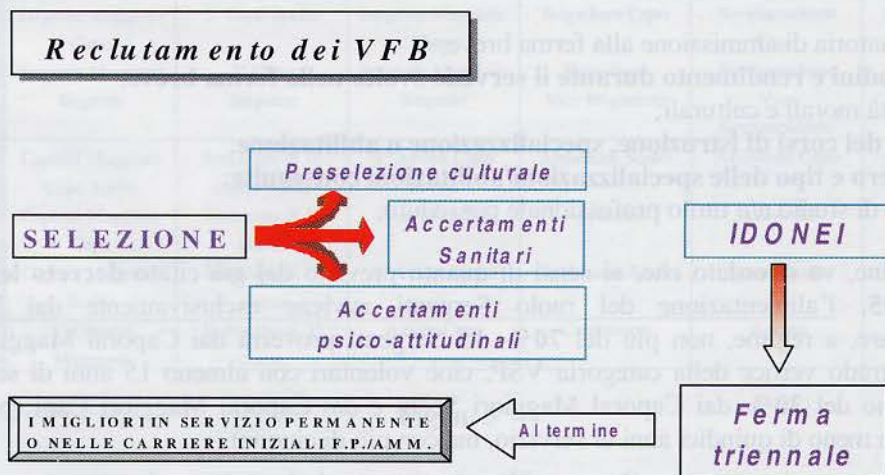 Reclutamento dei VFB
Preselezione culturale
SELEZIONE
Accertamenti
Sanitari
IDONEI
Accertamenti
psico-attitudinali
I MIGLIORI IN SERVIZIO PERMANENTE
O NELLE CARRIERE INIZIALI F.P./AMM.
Al termine
Ferma
triennale